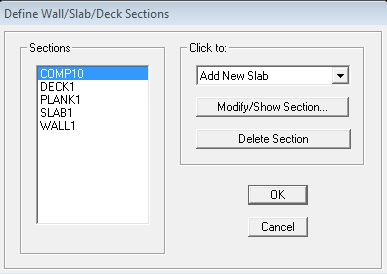 Define Wall/Slab/Deck Sections
Sections
COMP10
DECK1
PLANK1
SLAB1
WALL1
Click to:
Add New Slab
Modify/Show Section...
Delete Section
OK
Cancel